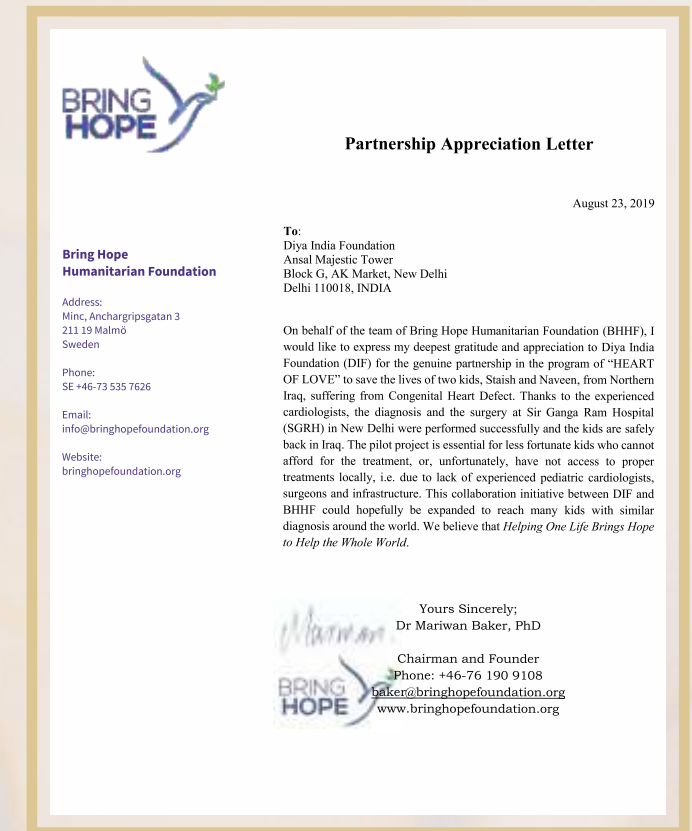 BRING
HOPE
Partnership Appreciation Letter
August 23, 2019
Bring Hope
Humanitarian Foundation
Address:
Minc, Anchargripsgatan 3
211 19 Malmö
Sweden
Phone:
SE +46-73 535 7626
Email:
info@bringhopefoundation.org
Website:
bringhopefoundation.org
To:
Diya India Foundation
Ansal Majestic Tower
Block G, AK Market, New Delhi
Delhi 110018, INDIA
On behalf of the team of Bring Hope Humanitarian Foundation (BHHF), I
would like to express my deepest gratitude and appreciation to Diya India
Foundation (DIF) for the genuine partnership in the program of “HEART
OF LOVE” to save the lives of two kids, Staish and Naveen, from Northern
Iraq, suffering from Congenital Heart Defect. Thanks to the experienced
cardiologists, the diagnosis and the surgery at Sir Ganga Ram Hospital
(SGRH) in New Delhi were performed successfully and the kids are safely
back in Iraq. The pilot project is essential for less fortunate kids who cannot
afford for the treatment, or, unfortunately, have not access to proper
treatments locally, i.e. due to lack of experienced pediatric cardiologists,
surgeons and infrastructure. This collaboration initiative between DIF and
BHHF could hopefully be expanded to reach many kids with similar
diagnosis around the world. We believe that Helping One Life Brings Hope
to Help the Whole World.
Yours Sincerely;
Dr Mariwan Baker, PhD
Mariwan
Chairman and Founder
Phone: +46-76 190 9108
baker@bringhopefoundation.org
www.bringhopefoundation.org
BRING
HOPE